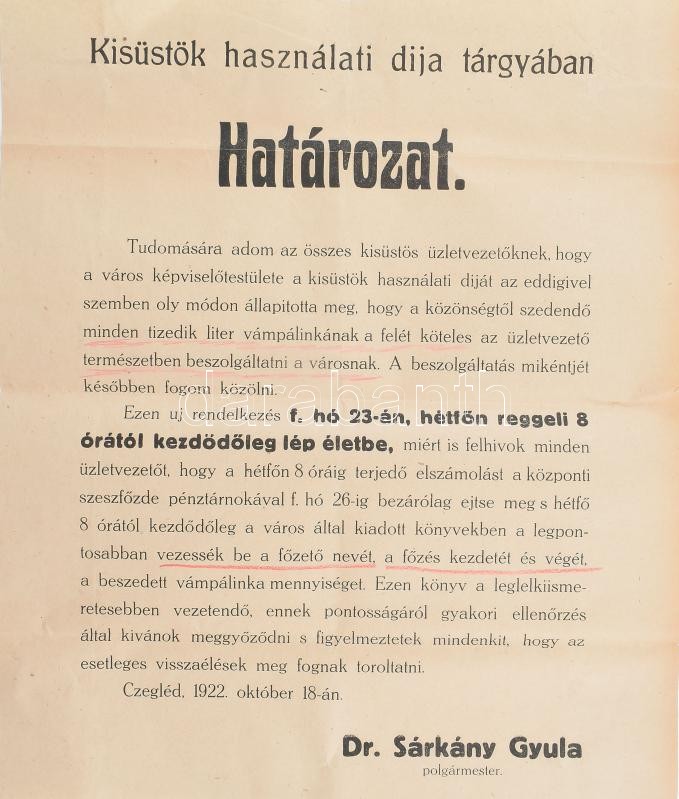 Kisüstök használati dija tárgyában
Határozat.
Tudomására adom az összes kisüstös üzletvezetőknek, hogy
a város képviselőtestülete a kisüstök használati diját az eddigivel
szemben oly módon állapitotta meg, hogy a közönségtől szedendő
minden tizedik liter vámpálinkának a felét köteles az üzletvezető
természetben beszolgáltatni a városnak. A beszolgáltatás mikéntjét
későbben fogom közölni.
darabanth
Ezen uj rendelkezés f. hó 23-án, hétfőn reggeli 8
órától kezdödőleg lép életbe, miért is felhivok minden
üzletvezetőt, hogy a hétfőn 8 óráig terjedő elszámolást a központi
szeszfőzde pénztárnokával f. hó 26-ig bezárólag ejtse meg s hétfő
8 órától kezdődőleg a város által kiadott könyvekben a legpon-
tosabban vezessék be a főzető nevét, a főzés kezdetét és végét,
a beszedett vámpálinka mennyiségét. Ezen könyv a leglelkiisme-
retesebben vezetendő, ennek pontosságáról gyakori ellenőrzés
által kivánok meggyőződni s figyelmeztetek mindenkit, hogy az
esetleges visszaélések meg fognak toroltatni.
Czegléd, 1922. október 18-án.
Dr. Sárkány Gyula
polgármester.